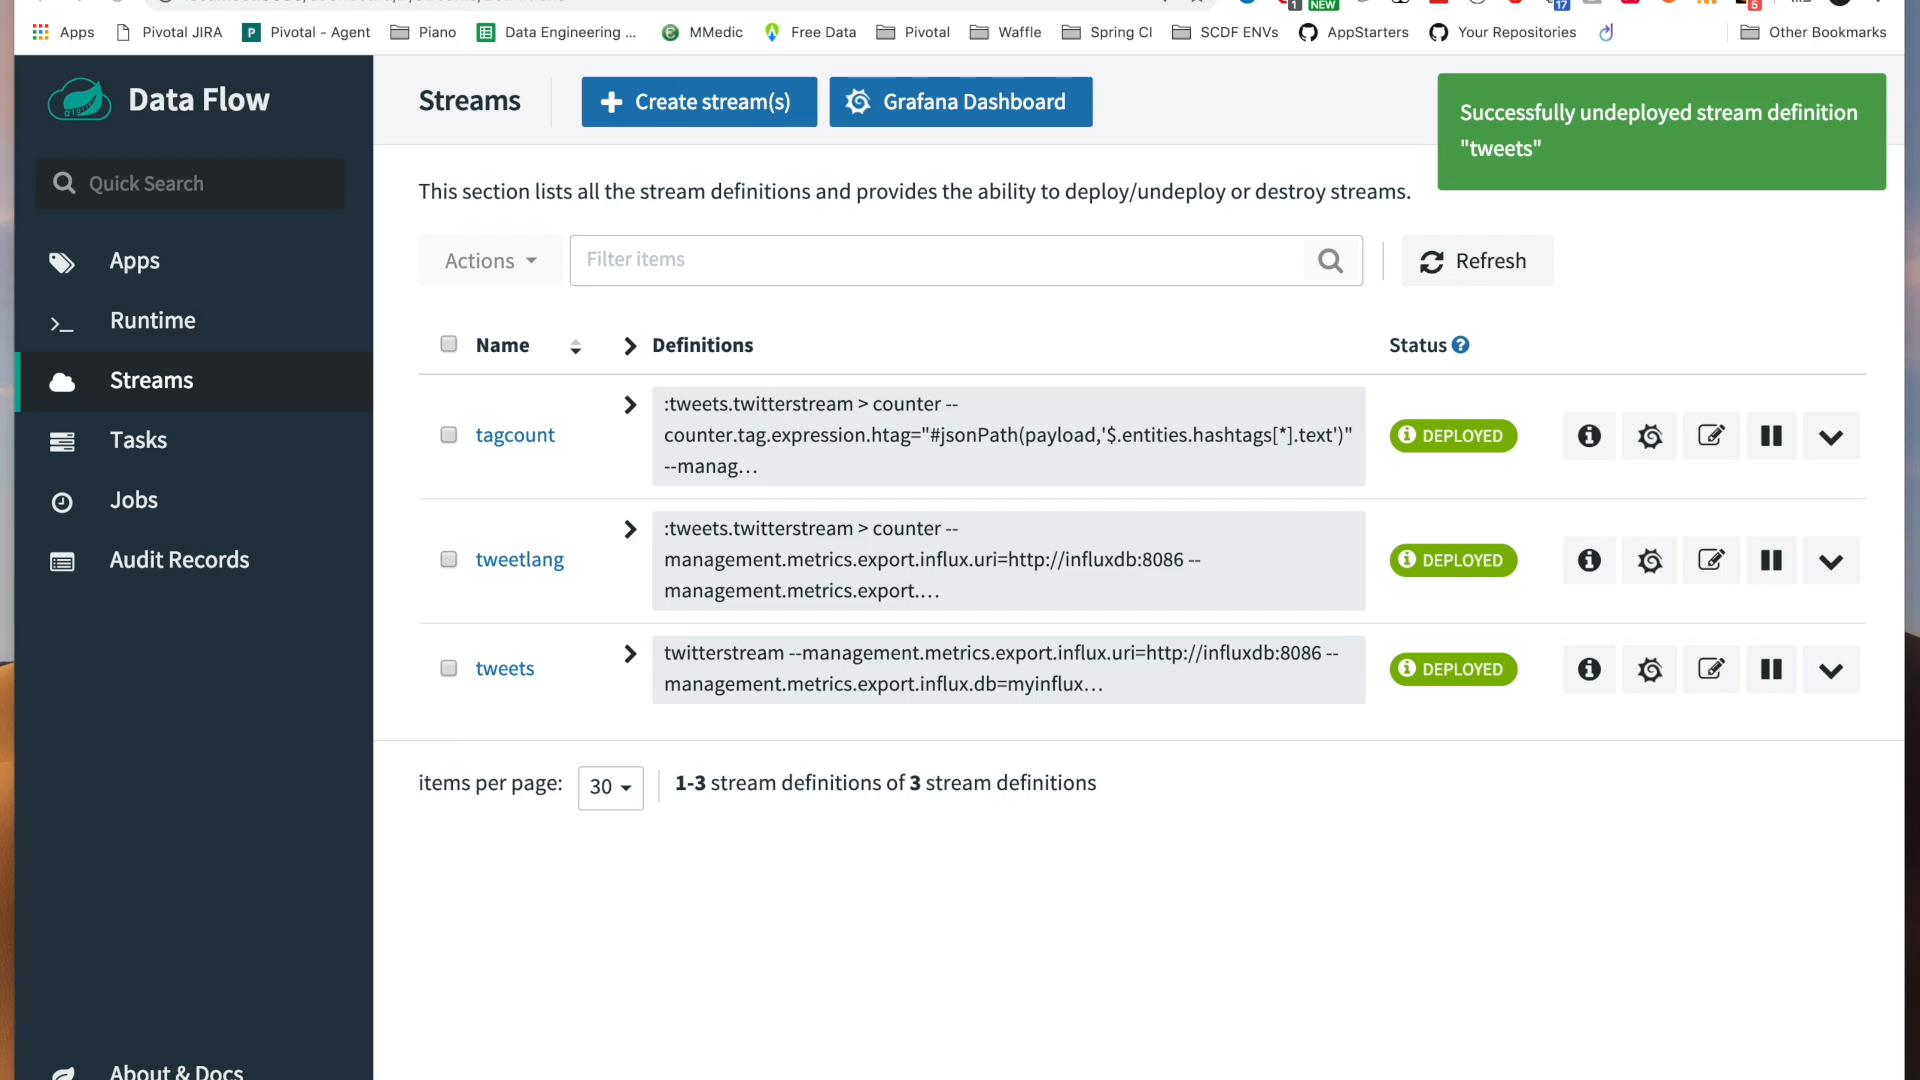 1
NEW
17
5
Apps
Pivotal JIRA
P
Pivotal - Agent
Piano
Data Engineering ...
MMedic
Free Data
Pivotal
Waffle
Spring CI
SCDF ENVs
AppStarters
Your Repositories
Other Bookmarks
Data Flow
Streams
Create stream(s)
Grafana Dashboard
Successfully undeployed stream definition
"tweets"
Quick Search
This section lists all the stream definitions and provides the ability to deploy/undeploy or destroy streams.
Apps
Runtime
Streams
Tasks
Jobs
Audit Records
About & Docs
Actions
Filter items
Refresh
Name
Definitions
Status
tagcount
:tweets.twitterstream > counter --
counter.tag.expression.htag="#jsonPath(payload,'$.entities.hashtags[*].text')"
--manag...
DEPLOYED
tweetlang
:tweets.twitterstream > counter --
management.metrics.export.influx.uri=http://influxdb:8086 --
management.metrics.export....
DEPLOYED
tweets
twitterstream --management.metrics.export.influx.uri=http://influxdb:8086 --
management.metrics.export.influx.db=myinflux...
DEPLOYED
items per page:
30
1-3 stream definitions of 3 stream definitions